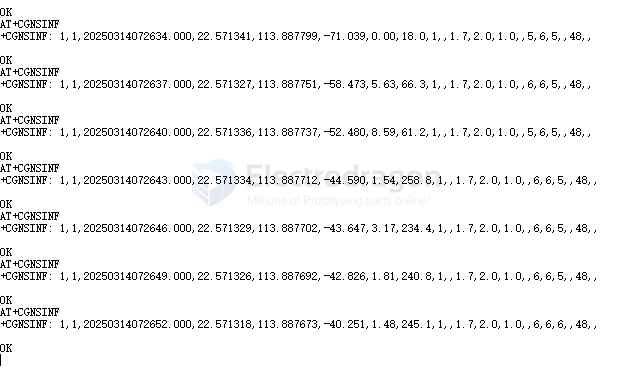 OK
AT+CGNSINF
+CGNSINF: 1,1,20250314072634.000,22.571341,113.887799,-71.039,0.00,18.0,1,,1.7,2.0,1.0,,5,6,5,,48,,
OK
AT+CGNSINF
+CGNSINF: 1,1,20250314072637.000,22.571327,113.887751,-58.473,5.63,66.3,1,,1.7,2.0,1.0,,5,6,5,,48,,
OK
AT+CGNSINF
+CGNSINF: 1,1,20250314072640.000,22.571336,113.887737,-52.480,8.59,61.2,1,,1.7,2.0,1.0,,5,6,5,,48,,
OK
AT+CGNSINF
+CGNSINF: 1,1,20250314072643.000,22.571334,113.887712,-44.590,1.54,258.8,1,,1.7,2.0,1.0,,6,6,5,,48,,
Electrodragon
Millions of Prototyping parts online!
OK
AT+CGNSINF
+CGNSINF: 1,1,20250314072646.000,22.571329,113.887702,-43.647,3.17,234.4,1,,1.7,2.0,1.0,,6,6,5,,48,,
OK
AT+CGNSINF
+CGNSINF: 1,1,20250314072649.000,22.571326,113.887692,-42.826,1.81,240.8,1,,1.7,2.0,1.0,,6,6,5,,48,,
OK
AT+CGNSINF
+CGNSINF: 1,1,20250314072652.000,22.571318,113.887673,-40.251,1.48,245.1,1,,1.7,2.0,1.0,,6,6,6,,48,,
OK